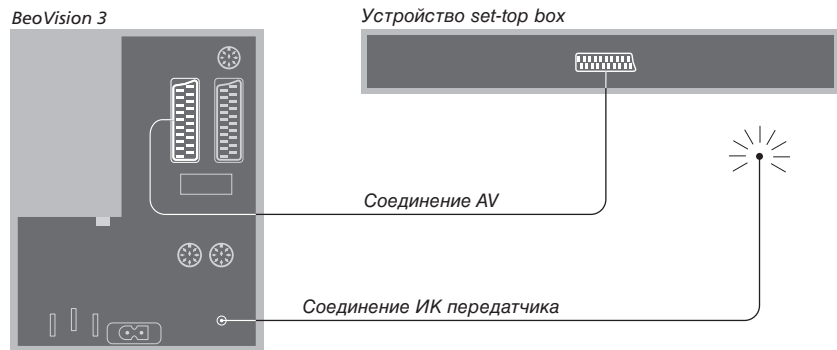 BeoVision 3
Устройство set-top box
Соединение AV
Соединение ИК передатчика